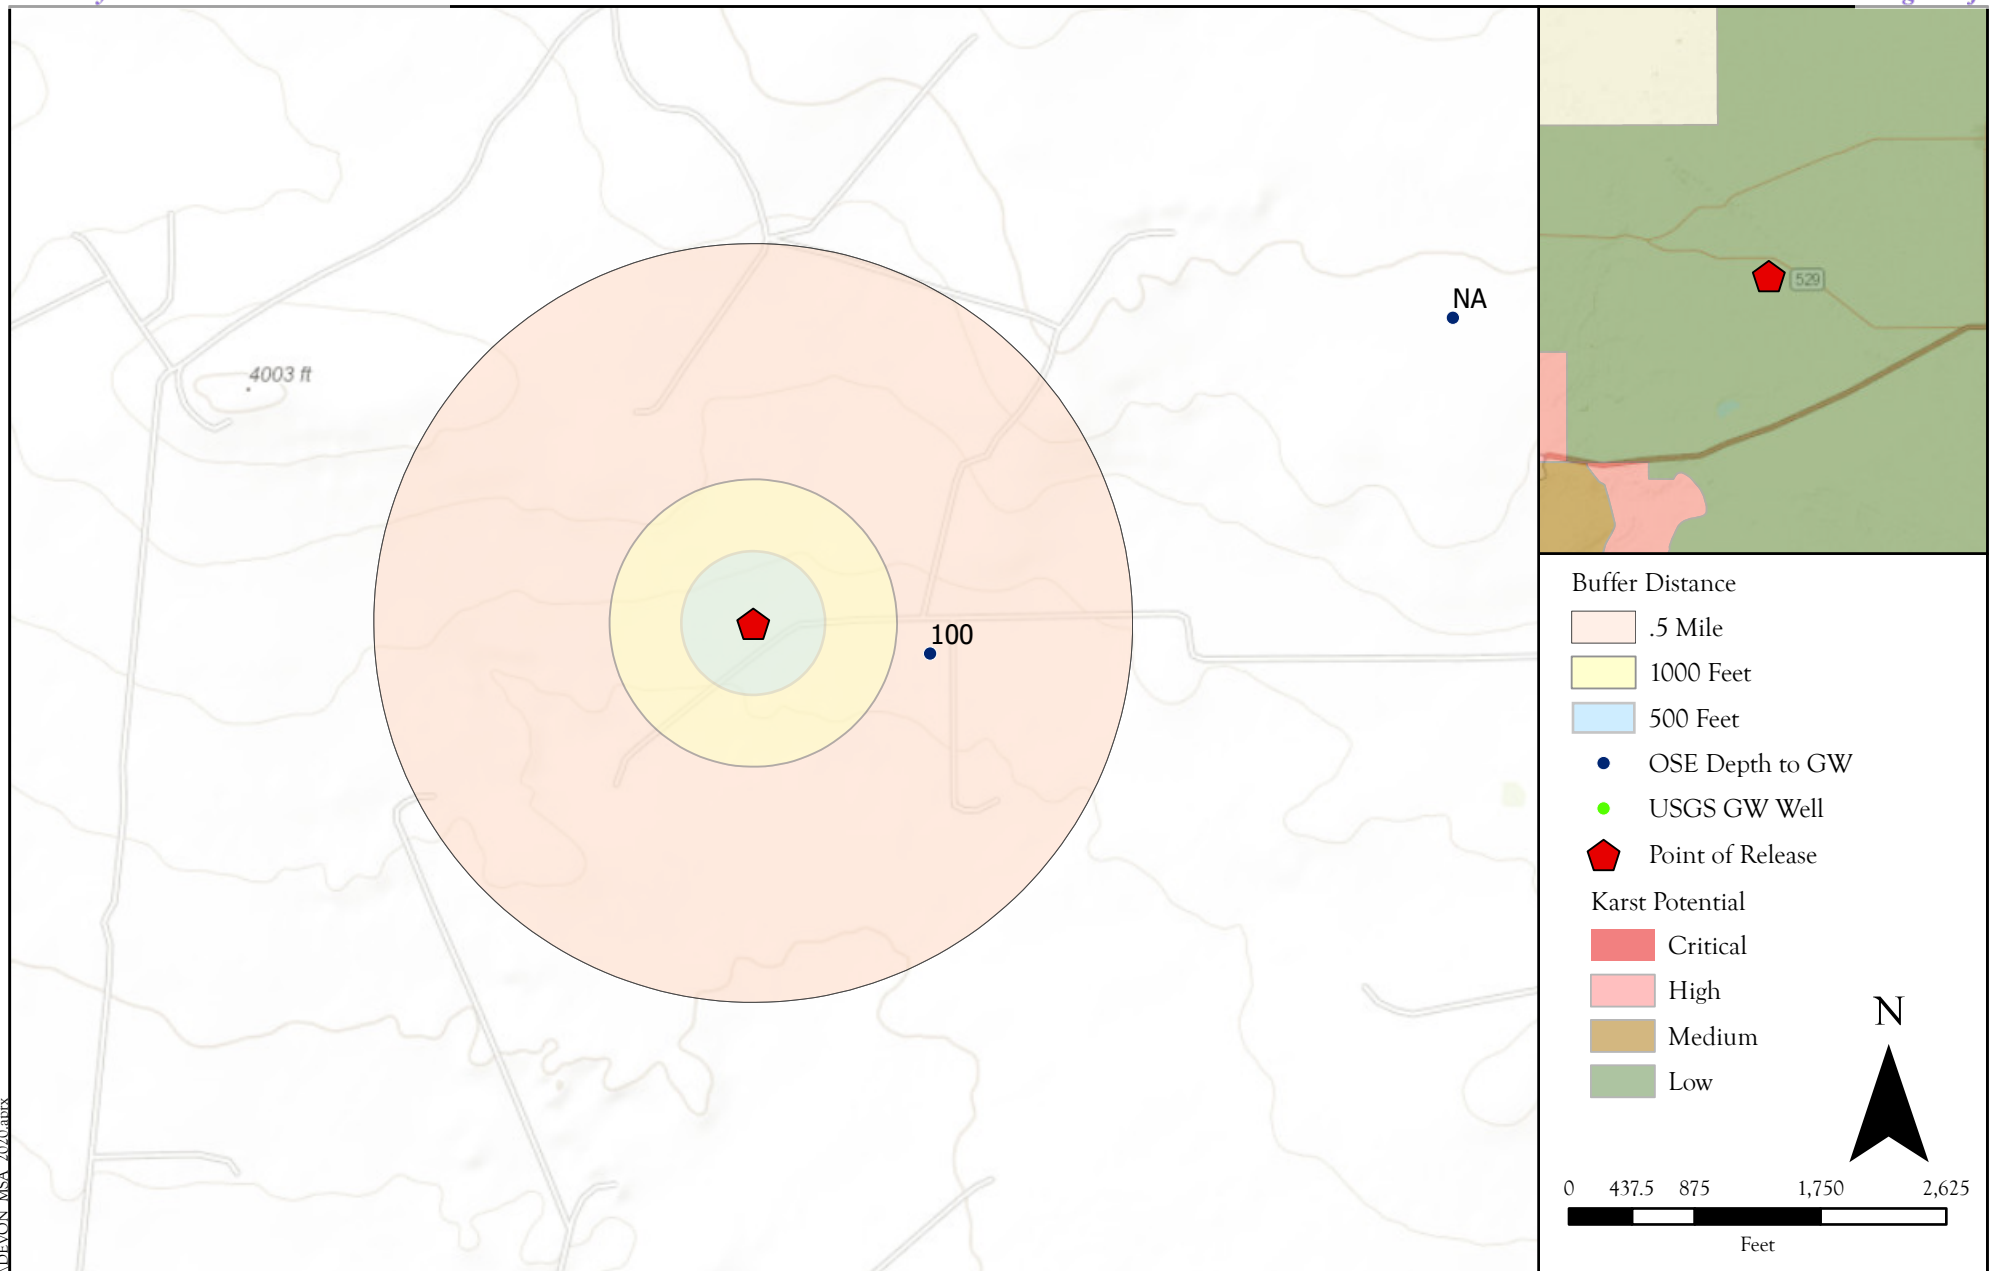 4003 ft
NA
100
529
Buffer Distance
.5 Mile
1000 Feet
500 Feet
OSE Depth to GW
USGS GW Well
Point of Release
Karst Potential
Critical
High
Medium
Low
N
0 437.5 875 1,750 2,625
Feet
DEVON_MSA_2020.aprx